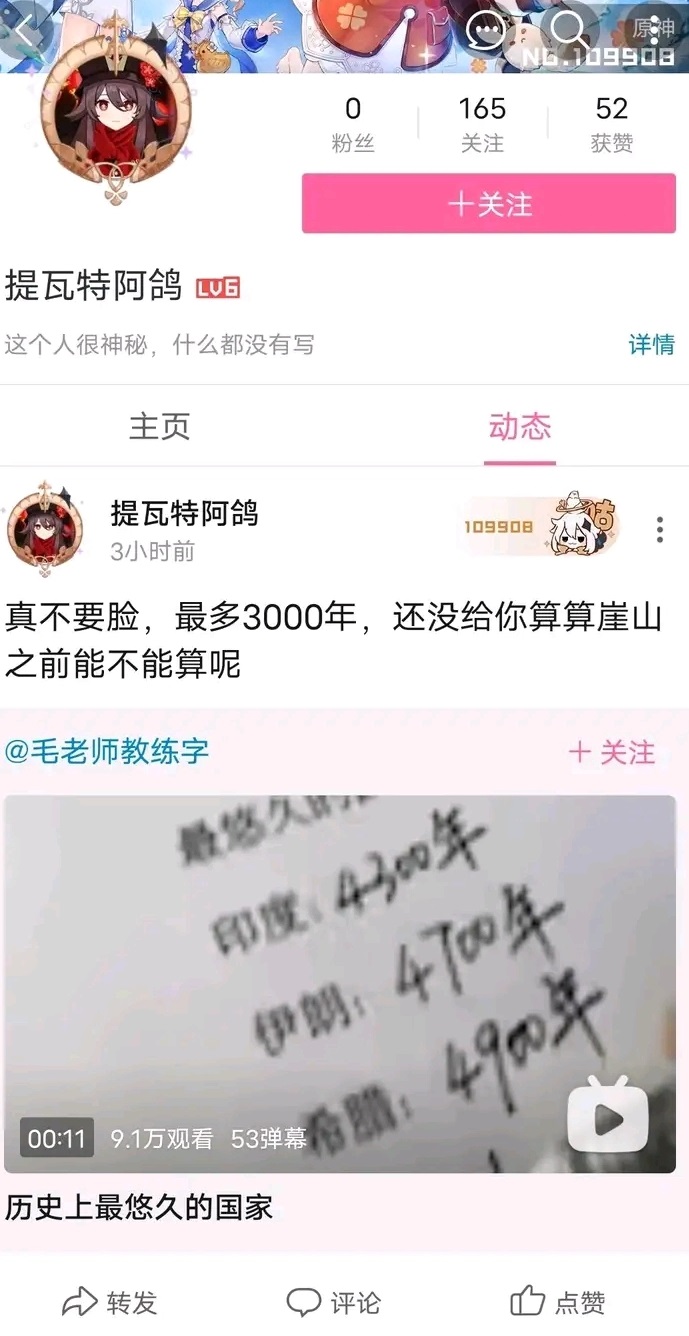 原神
NO.109908
0
165
52
粉丝
关注
获赞
十关注
提瓦特阿鸽 LV6
这个人很神秘，什么都没有写
详情
主页
动态
提瓦特阿鸽
3小时前
109908
咕
真不要脸，最多3000年，还没给你算算崖山
之前能不能算呢
@毛老师教练字
+ 关注
最悠久的
印度：4300年
伊朗：4700年
希腊：4900年
00:11 9.1万观看 53弹幕
历史上最悠久的国家
转发
评论
点赞